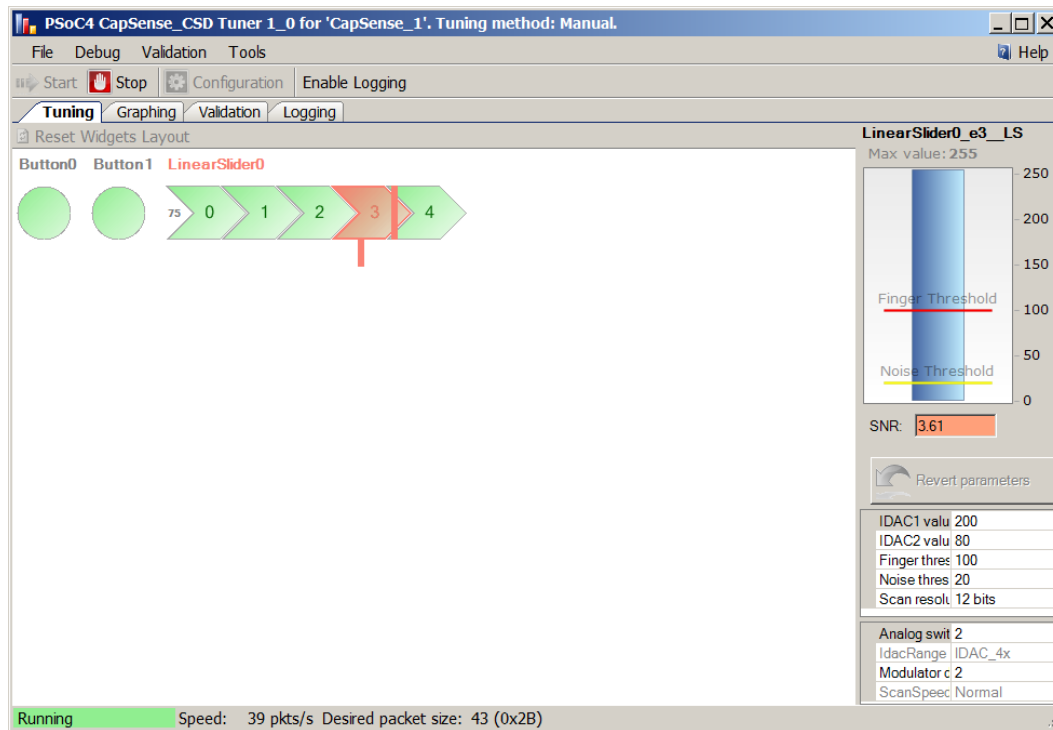 PSoC4 CapSense_CSD Tuner 1_0 for 'CapSense_1'. Tuning method: Manual.
File Debug Validation Tools Help
Start Stop Configuration Enable Logging
Tuning Graphing Validation Logging
Reset Widgets Layout
Button0 Button1 LinearSlider0
75 0 1 2 3 4
LinearSlider0_e3__LS
Max value: 255
250
200
150
Finger Threshold
100
50
Noise Threshold
0
SNR: 3.61
Revert parameters
IDAC1 valu 200
IDAC2 valu 80
Finger thres 100
Noise thres 20
Scan resolu 12 bits
Analog swit 2
IdacRange IDAC_4x
Modulator c 2
ScanSpeed Normal
Running Speed: 39 pkts/s Desired packet size: 43 (0x2B)